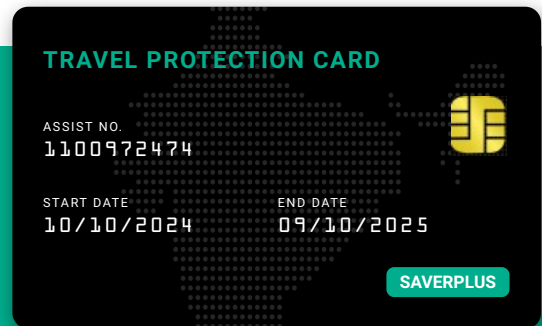 TRAVEL PROTECTION CARD
ASSIST NO.
1100972474
START DATE END DATE
10/10/2024 09/10/2025
SAVERPLUS